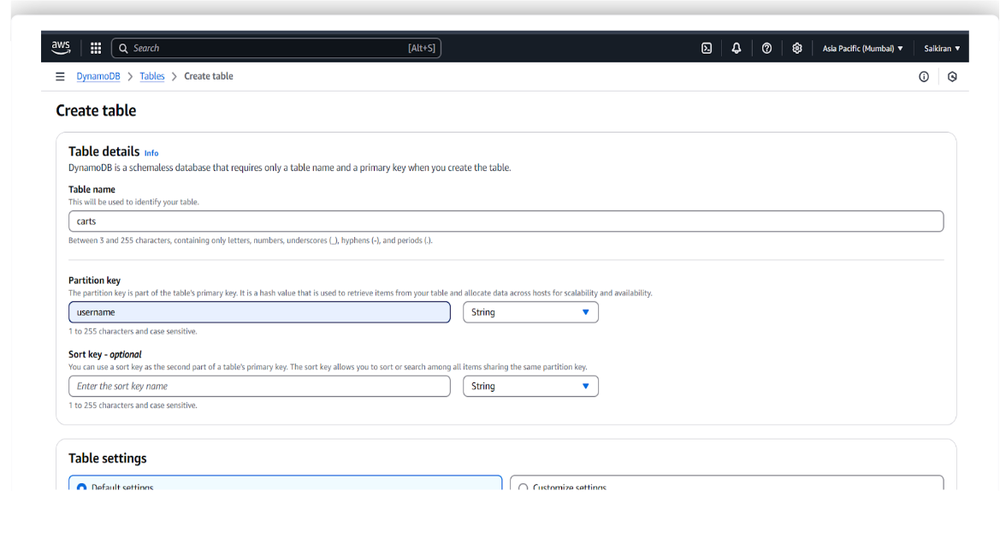 aws
Search [Alt+S] Asia Pacific (Mumbai) ▼ Saikiran ▼
DynamoDB > Tables > Create table
Create table
Table details Info
DynamoDB is a schemaless database that requires only a table name and a primary key when you create the table.
Table name
This will be used to identify your table.
carts
Between 3 and 255 characters, containing only letters, numbers, underscores (_), hyphens (-), and periods (.).
Partition key
The partition key is part of the table's primary key. It is a hash value that is used to retrieve items from your table and allocate data across hosts for scalability and availability.
username String
1 to 255 characters and case sensitive.
Sort key - optional
You can use a sort key as the second part of a table's primary key. The sort key allows you to sort or search among all items sharing the same partition key.
Enter the sort key name String
1 to 255 characters and case sensitive.
Table settings
Default settings Customize settings